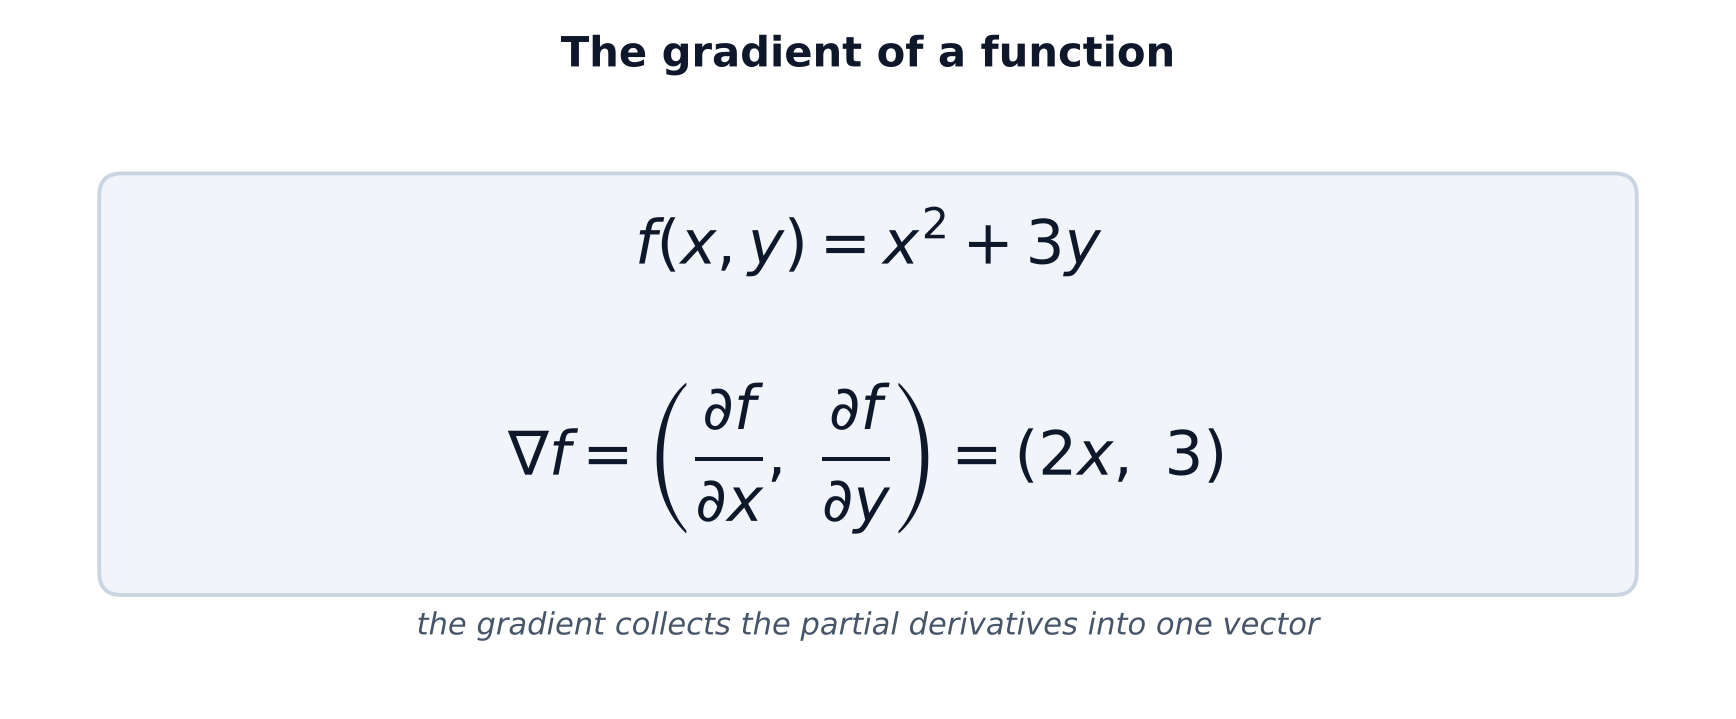 The gradient of a function
f(x, y) = x² + 3y
∇f = (∂f/∂x, ∂f/∂y) = (2x, 3)
the gradient collects the partial derivatives into one vector